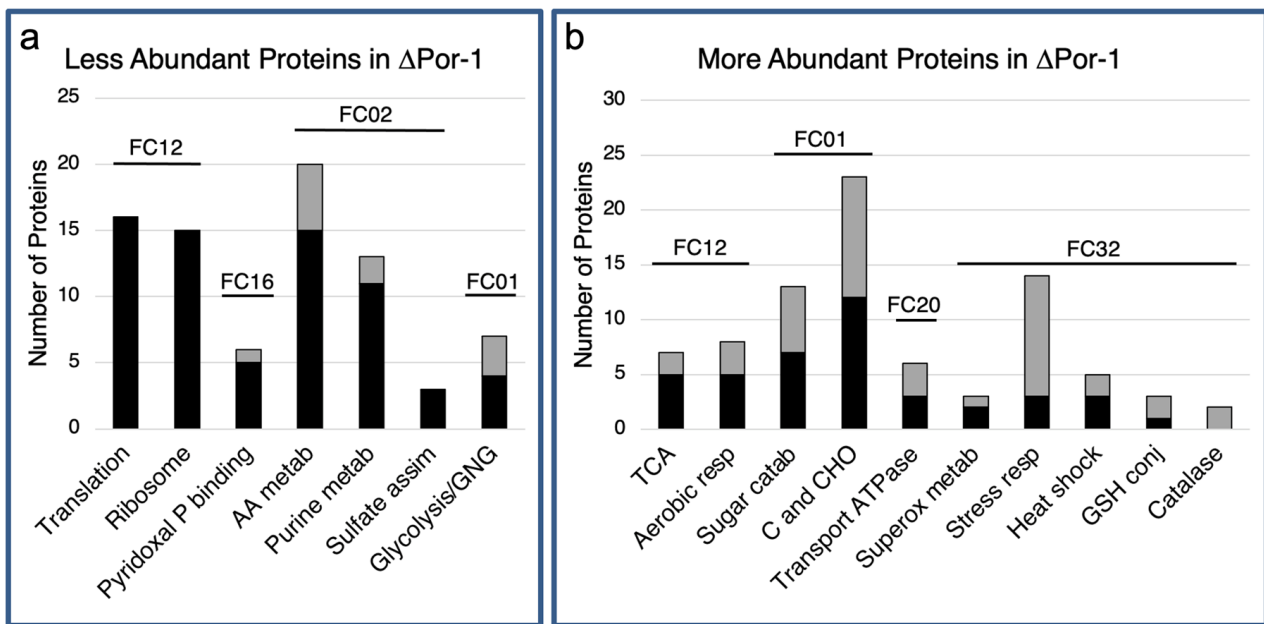 a
Less Abundant Proteins in ΔPor-1
25
20
15
10
5
0
Number of Proteins
FC12
FC16
FC02
FC01
Translation
Ribosome
Pyridoxal P binding
AA metab
Purine metab
Sulfate assim
Glycolysis/GNG
b
More Abundant Proteins in ΔPor-1
30
25
20
15
10
5
0
Number of Proteins
FC12
FC01
FC20
FC32
TCA
Aerobic resp
Sugar catab
C and CHO
Transport ATPase
Superox metab
Stress resp
Heat shock
GSH conj
Catalase